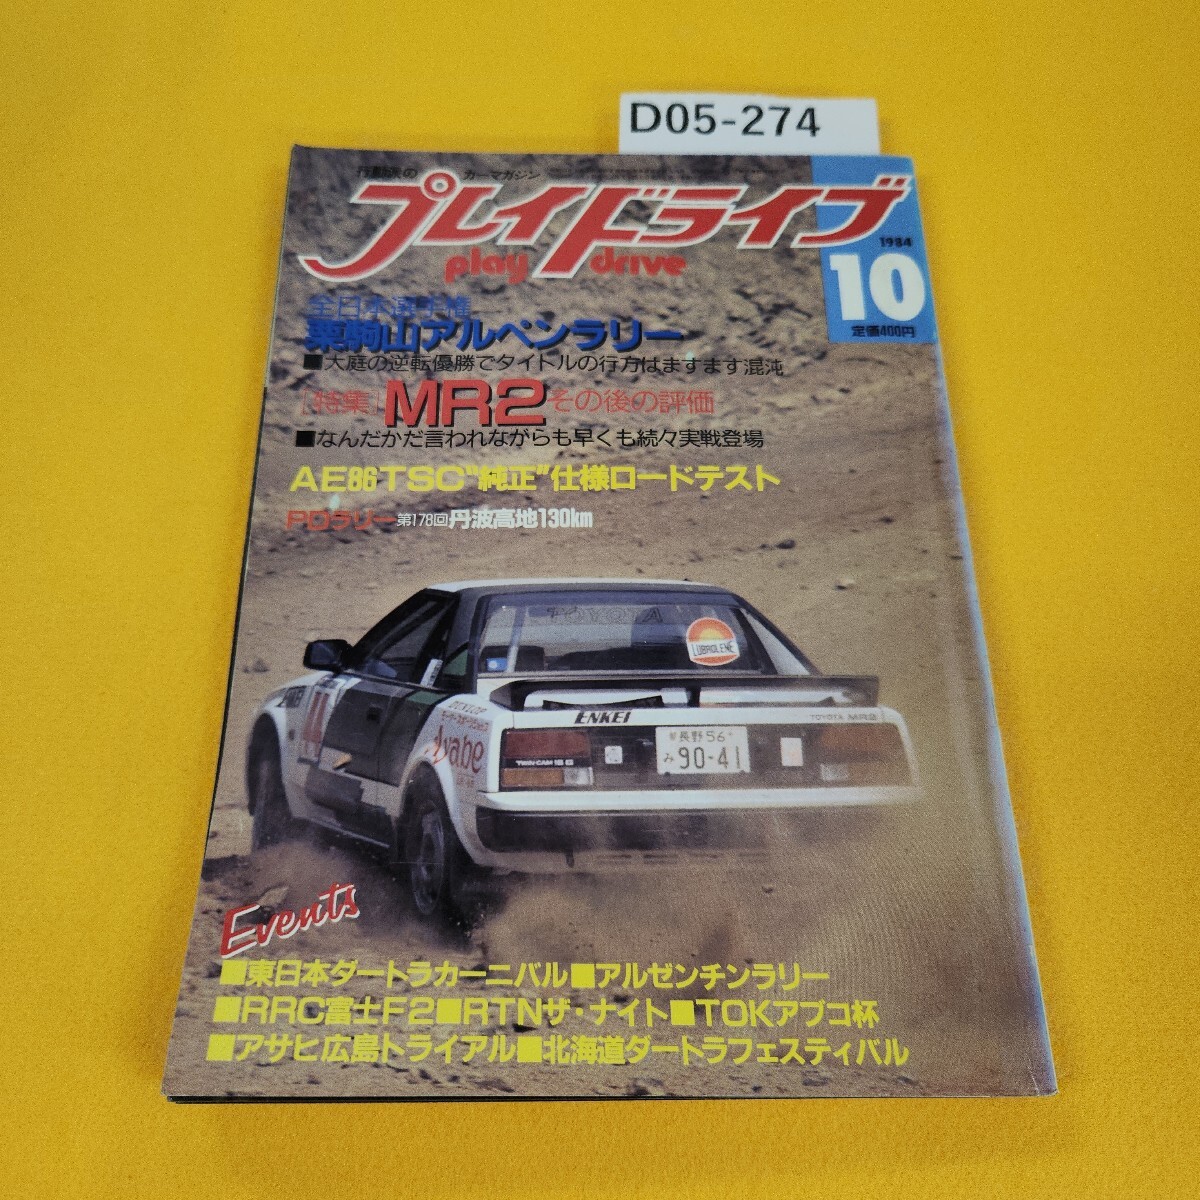 D05-274
行動派の カーマガジン
プレイドライブ
play drive
1984
10
定価400円
全日本選手権
栗駒山アルペンラリー
■大庭の逆転優勝でタイトルの行方はますます混沌
[特集]MR2その後の評価
■なんだかだ言われながらも早くも続々実戦登場
AE86TSC"純正"仕様ロードテスト
PDラリー第178回丹波高地130km
TOYOTA
LUBROLENE
ENKEI
ENKEI
TOYOTA MR2
DUNLOP
長野56
み 90-41
TWIN-CAM 16
Events
■東日本ダートラカーニバル■アルゼンチンラリー
■RRC富士F2■RTNザ・ナイト■TOKアブコ杯
■アサヒ広島トライアル■北海道ダートラフェスティバル